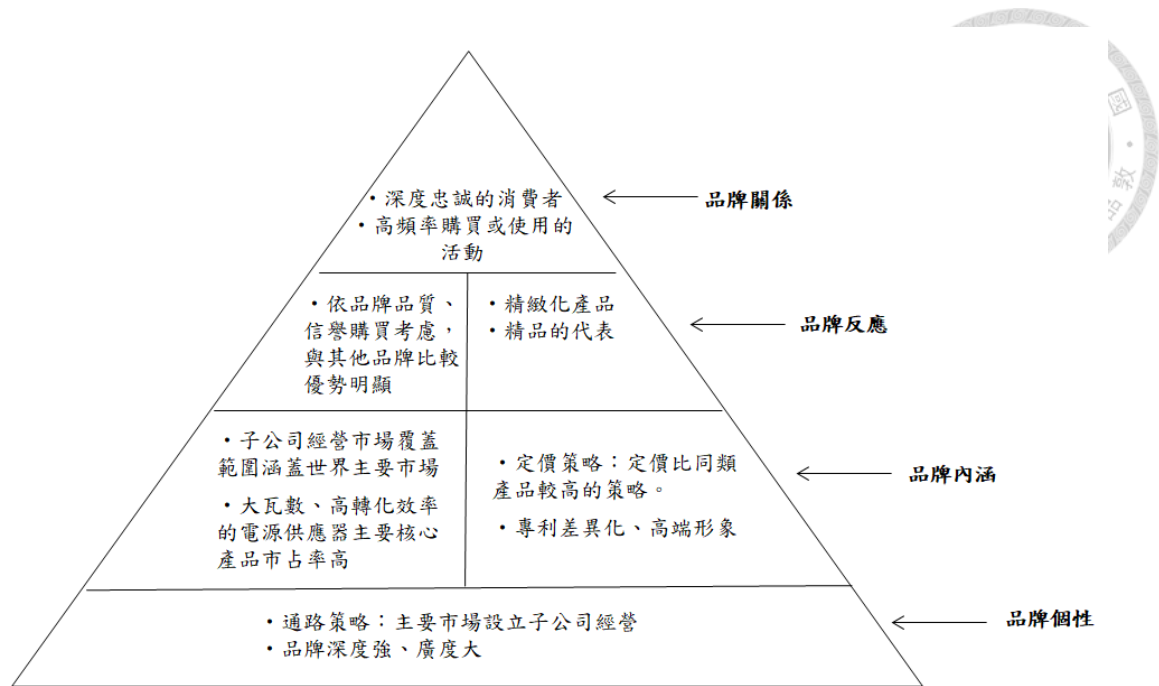 ・深度忠誠的消費者
・高頻率購買或使用的
活動
品牌關係
・依品牌品質、
信譽購買考慮，
與其他品牌比較
優勢明顯
・精緻化產品
・精品的代表
品牌反應
・子公司經營市場覆蓋
範圍涵蓋世界主要市場
・大瓦數、高轉化效率
的電源供應器主要核心
產品市占率高
・定價策略：定價比同類
產品較高的策略。
・專利差異化、高端形象
品牌內涵
・通路策略：主要市場設立子公司經營
・品牌深度強、廣度大
品牌個性
國
・
敦